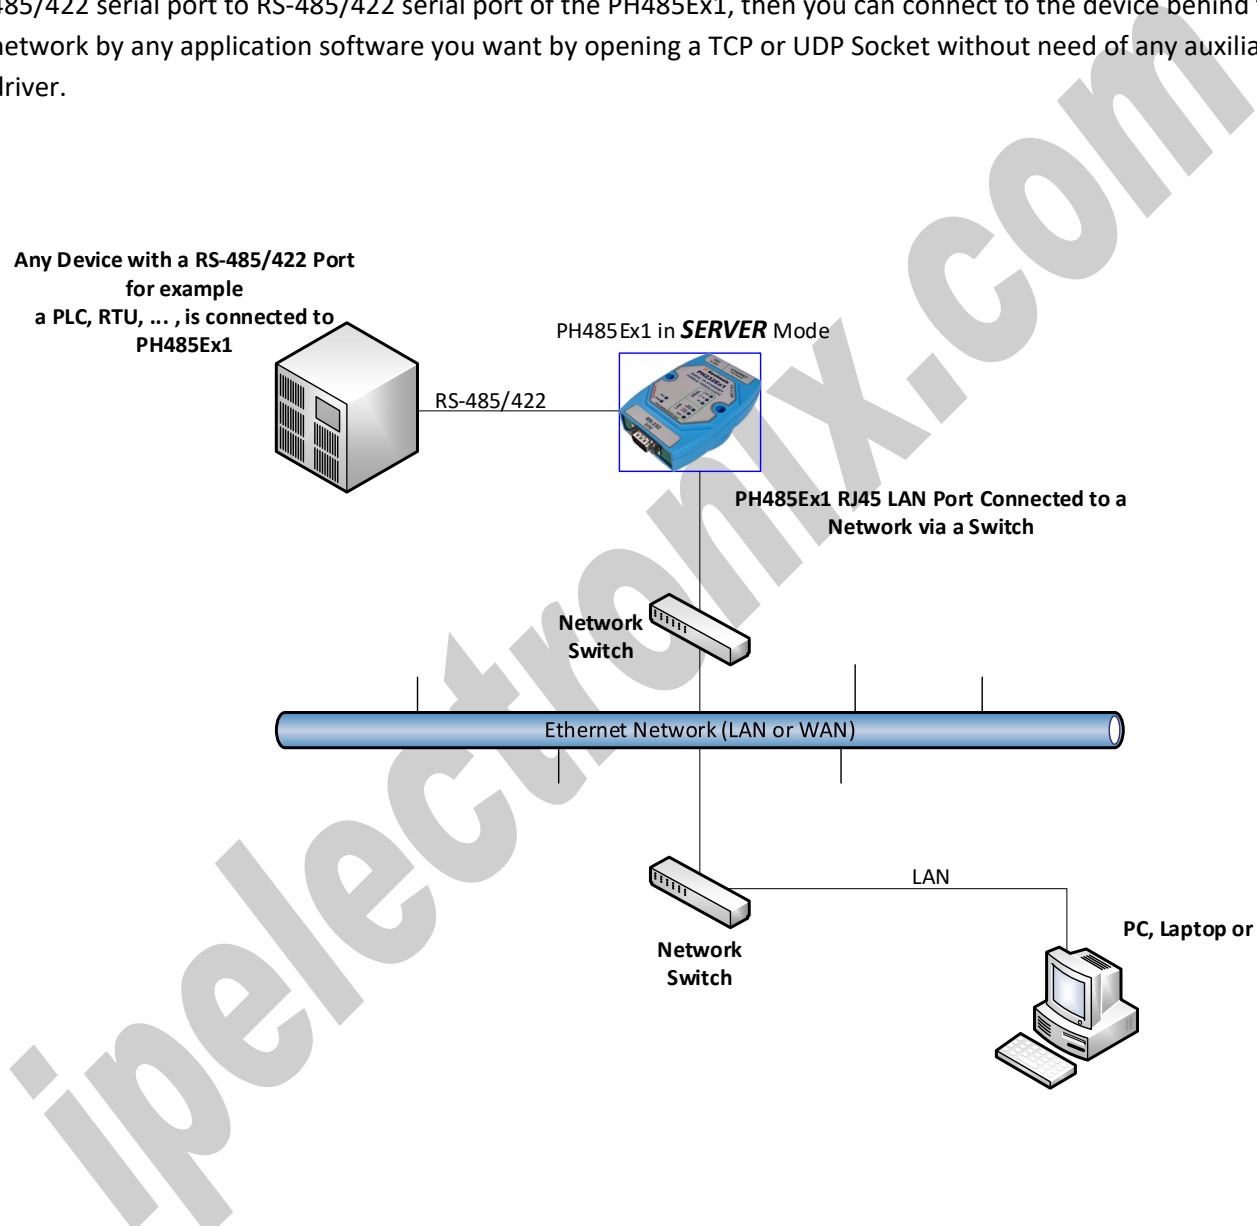 485/422 serial port to RS-485/422 serial port of the PH485Ex1, then you can connect to the device behind
network by any application software you want by opening a TCP or UDP Socket without need of any
driver.
Any Device with a RS-485/422 Port
for example
a PLC, RTU, ... , is connected to
PH485Ex1
PH485Ex1 in SERVER Mode
RS-485/422
PH232Ex1
RS-232
DTE
PH485Ex1 RJ45 LAN Port Connected to a
Network via a Switch
Network
Switch
Ethernet Network (LAN or WAN)
LAN
Network
Switch
PC, Laptop or
ipelectronix.com